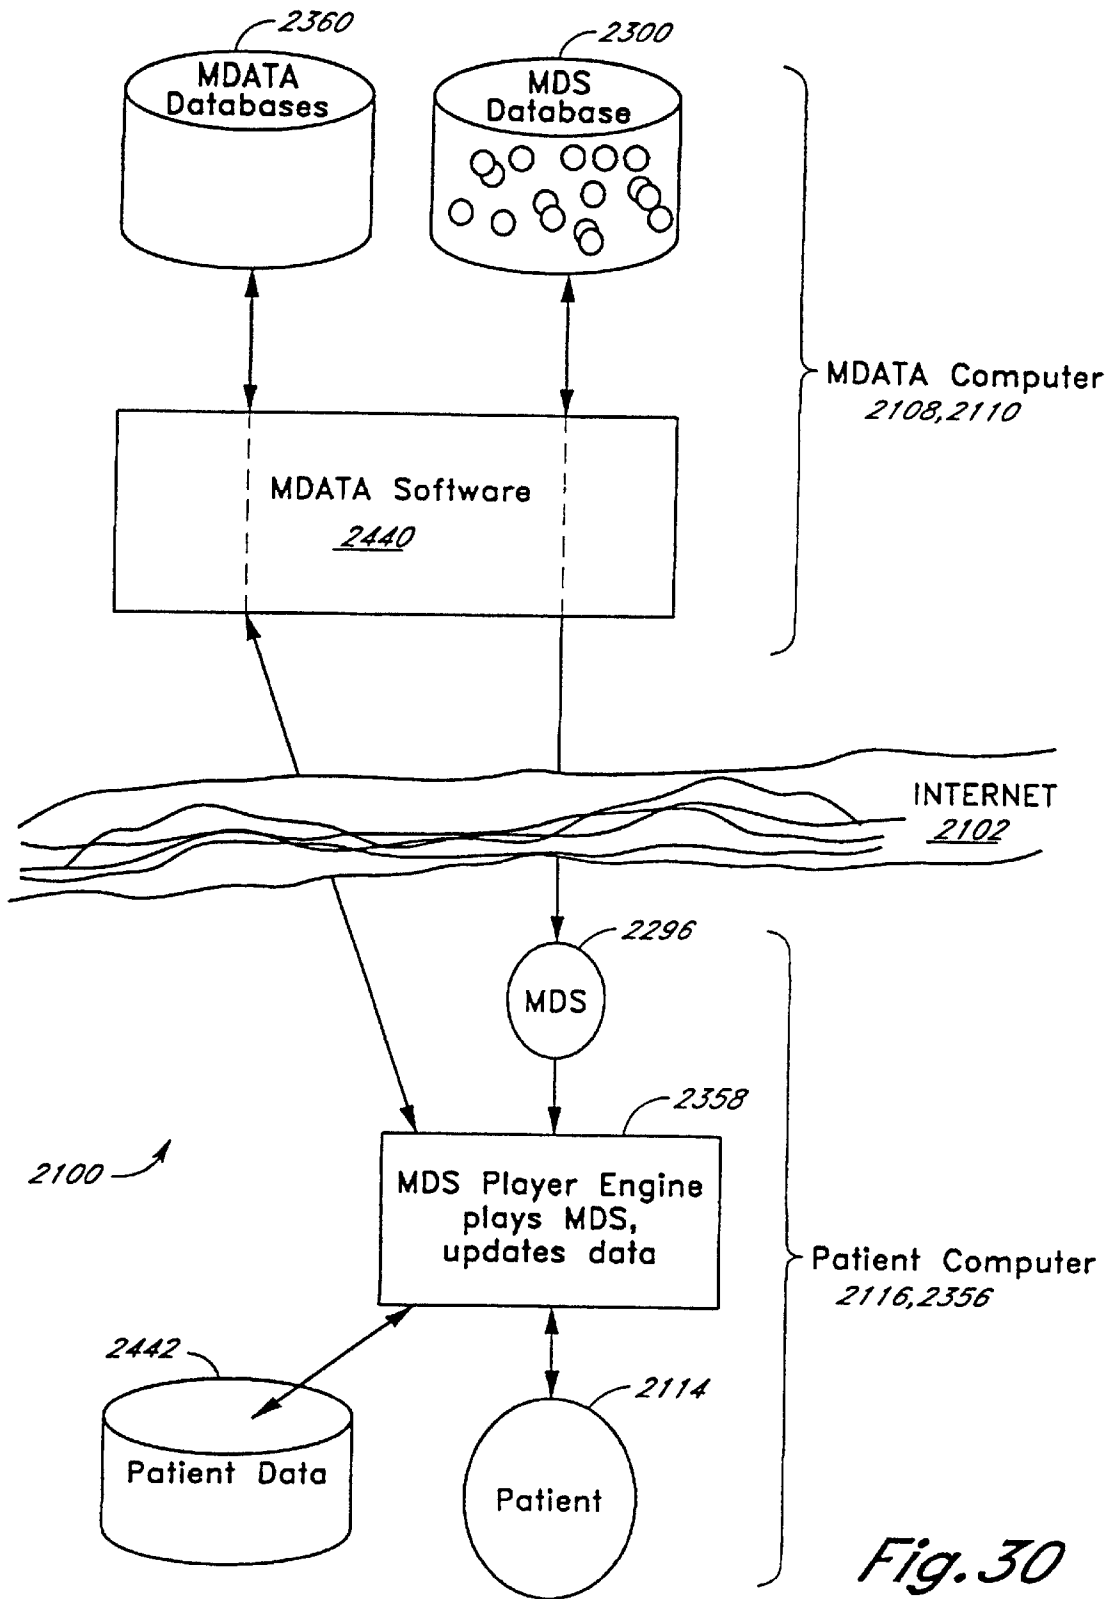 2360
2300
MDATA
Databases
MDS
Database
MDATA Computer
2108,2110
MDATA Software
2440
INTERNET
2102
2296
MDS
2358
2100
MDS Player Engine
plays MDS,
updates data
Patient Computer
2116,2356
2442
2114
Patient Data
Patient
Fig. 30